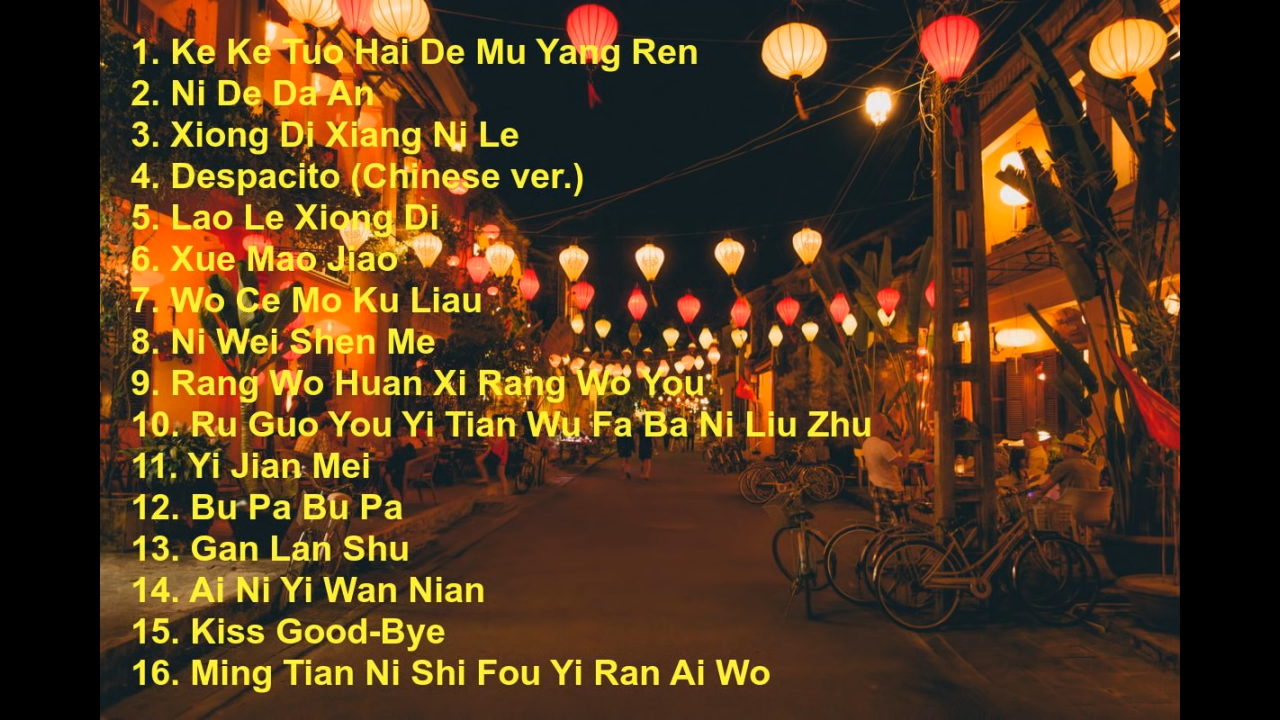 1. Ke Ke Tuo Hai De Mu Yang Ren
2. Ni De Da An
3. Xiong Di Xiang Ni Le
4. Despacito (Chinese ver.)
5. Lao Le Xiong Di
6. Xue Mao Jiao
7. Wo Ce Mo Ku Liau
8. Ni Wei Shen Me
9. Rang Wo Huan Xi Rang Wo You
10. Ru Guo You Yi Tian Wu Fa Ba Ni Liu Zhu
11. Yi Jian Mei
12. Bu Pa Bu Pa
13. Gan Lan Shu
14. Ai Ni Yi Wan Nian
15. Kiss Good-Bye
16. Ming Tian Ni Shi Fou Yi Ran Ai Wo